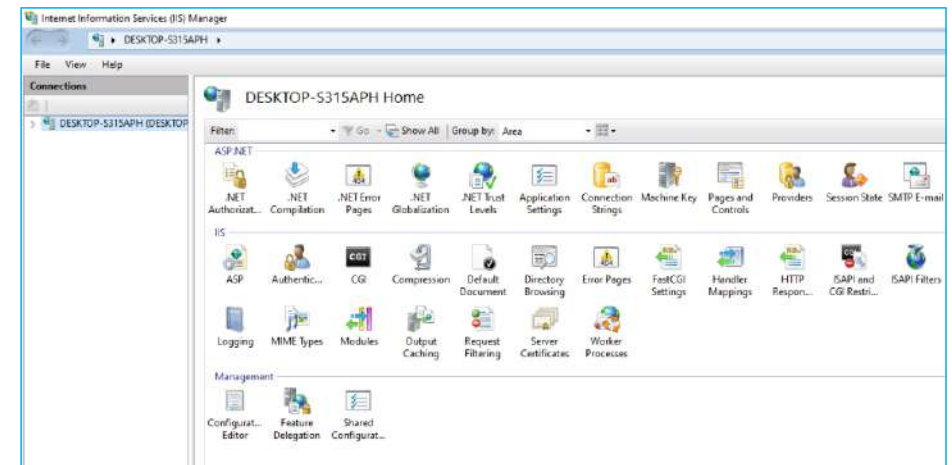 Internet Information Services (IIS) Manager
DESKTOP-S315APH
File View Help
Connections
DESKTOP-S315APH (DESKTOP
DESKTOP-S315APH Home
Filter: Go Show All Group by: Area
ASP.NET
.NET Authorizat... .NET Compilation .NET Error Pages .NET Globalization .NET Trust Levels Application Settings Connection Strings Machine Key Pages and Controls Providers Session State SMTP E-mail
IIS
ASP Authentic... CGI Compression Default Document Directory Browsing Error Pages FastCGI Settings Handler Mappings HTTP Respon... ISAPI and CGI Restri... ISAPI Filters
Logging MIME Types Modules Output Caching Request Filtering Server Certificates Worker Processes
Management
Configurat... Editor Feature Delegation Shared Configurat...